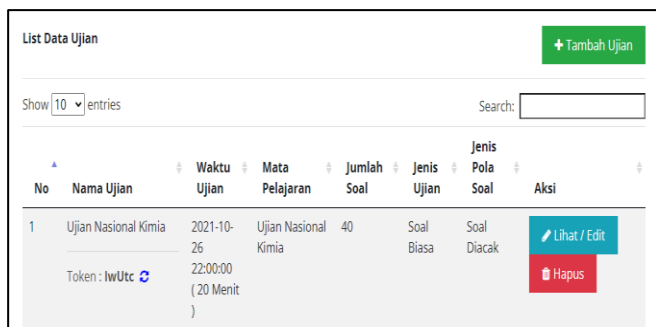 List Data Ujian
+ Tambah Ujian
Show 10 entries
Search:
No
Nama Ujian
Waktu
Ujian
Mata
Pelajaran
Jumlah
Soal
Jenis
Ujian
Jenis
Pola
Soal
Aksi
1
Ujian Nasional Kimia
Token : IwUtc
2021-10-
26
22:00:00
( 20 Menit
)
Ujian Nasional
Kimia
40
Soal
Biasa
Soal
Diacak
Lihat / Edit
Hapus